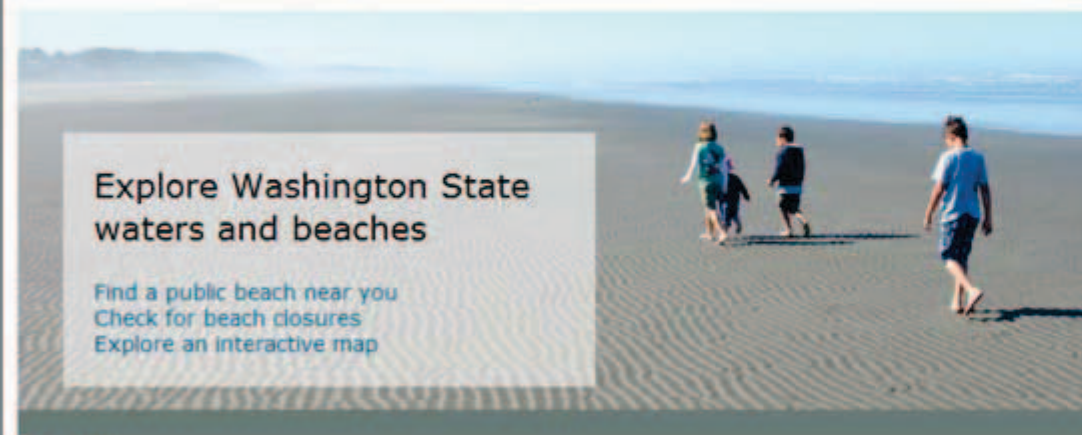 Explore Washington State
waters and beaches
Find a public beach near you
Check for beach closures
Explore an interactive map